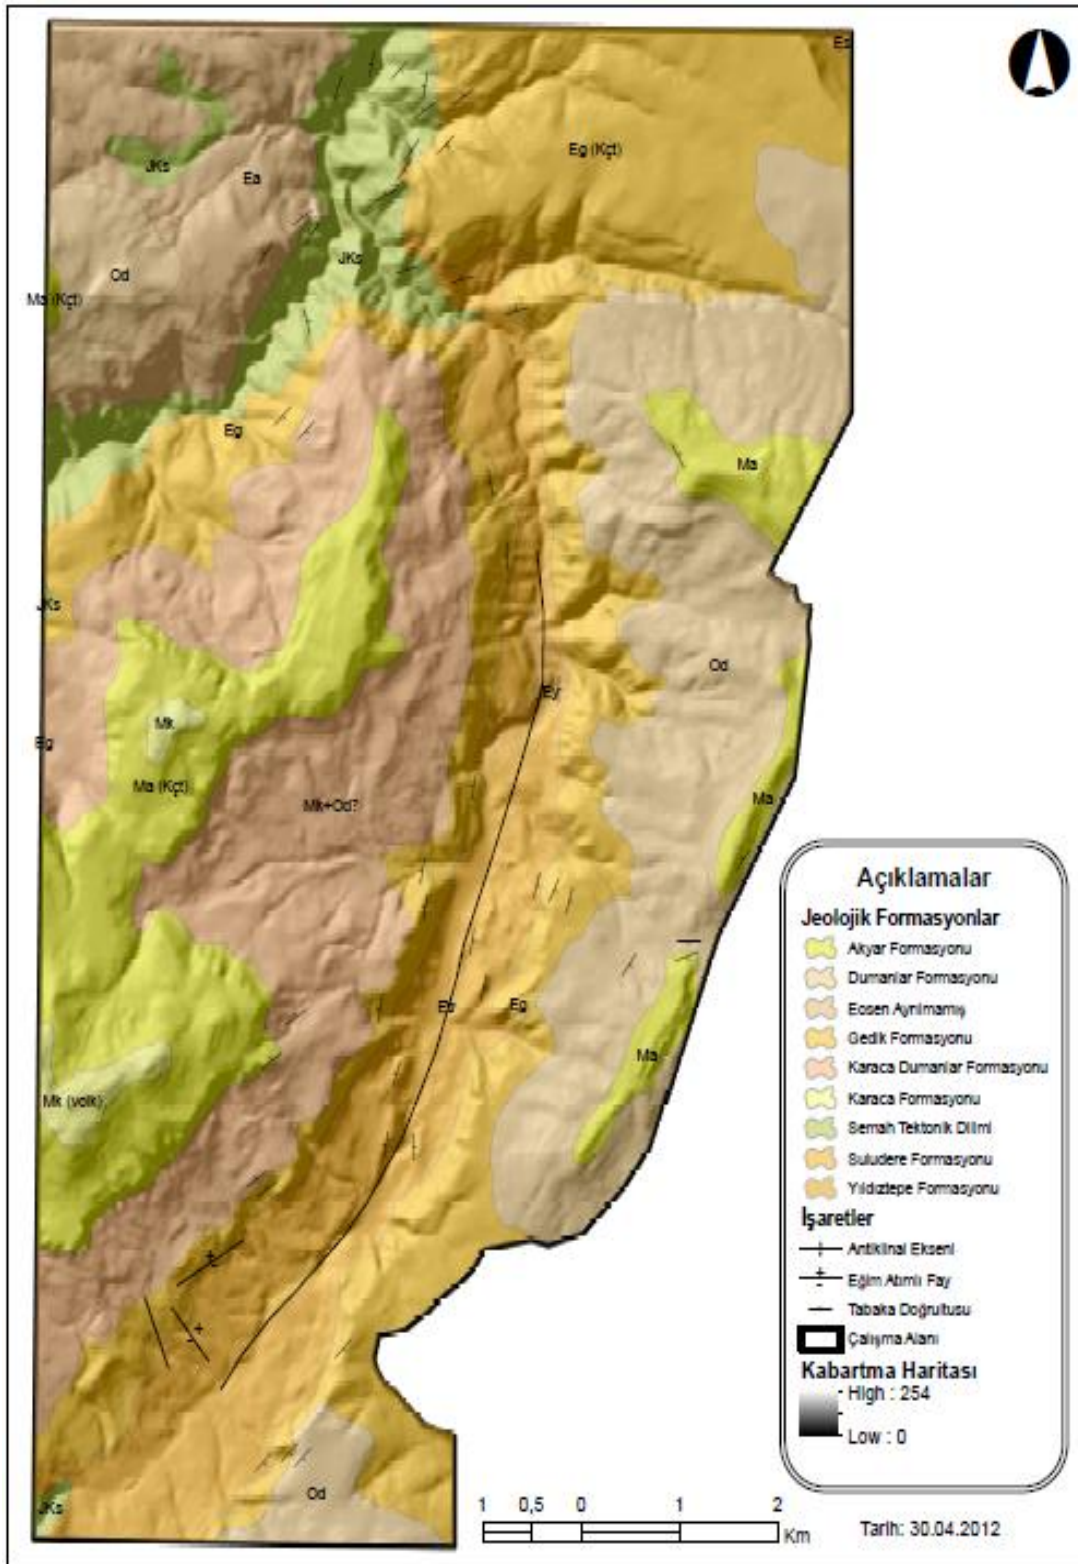 Es
Eg (Kçt)
JKs
Ea
JKs
Od
Ma (Kçt)
Eg
Ma
JKs
Od
Ey
Mk
Eg
Ma (Kçt)
Mk+Od?
Ma
Es
Eg
Ma
Mk (volk)
Od
JKs
Açıklamalar
Jeolojik Formasyonlar
Akyar Formasyonu
Dumanlar Formasyonu
Eosen Ayrılmamış
Gedik Formasyonu
Karaca Dumanlar Formasyonu
Karaca Formasyonu
Semah Tektonik Dilimi
Suludere Formasyonu
Yıldıztepe Formasyonu
İşaretler
Antiklinal Ekseni
Eğim Atımlı Fay
Tabaka Doğrultusu
Çalışma Alanı
Kabartma Haritası
High : 254
Low : 0
1 0,5 0 1 2
Km
Tarih: 30.04.2012